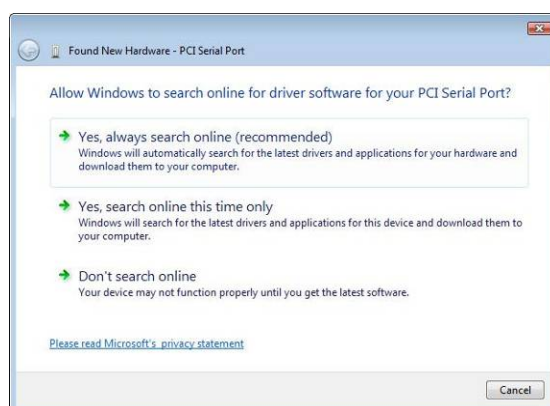 Found New Hardware - PCI Serial Port
Allow Windows to search online for driver software for your PCI Serial Port?
Yes, always search online (recommended)
Windows will automatically search for the latest drivers and applications for your hardware and
download them to your computer.
Yes, search online this time only
Windows will search for the latest drivers and applications for this device and download them to
your computer.
Don't search online
Your device may not function properly until you get the latest software.
Please read Microsoft's privacy statement
Cancel